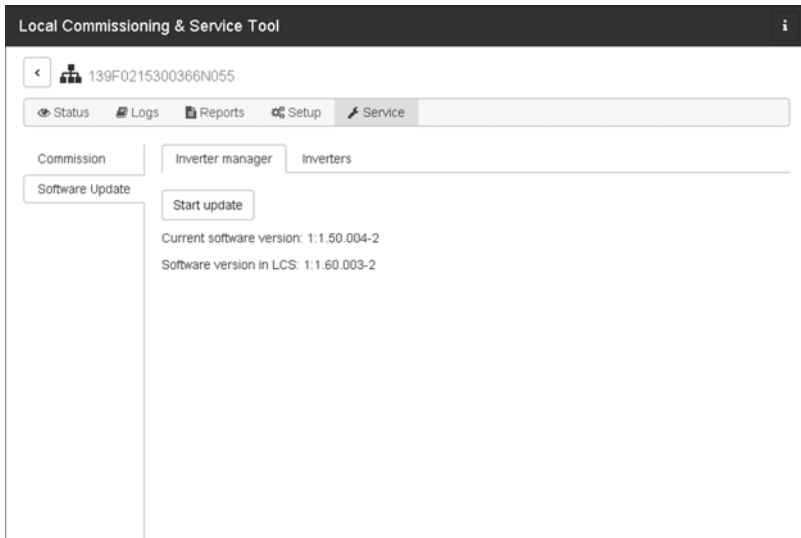 Local Commissioning & Service Tool
139F0215300366N055
Status Logs Reports Setup Service
Commission
Software Update
Inverter manager Inverters
Start update
Current software version: 1:1.50.004-2
Software version in LCS: 1:1.60.003-2